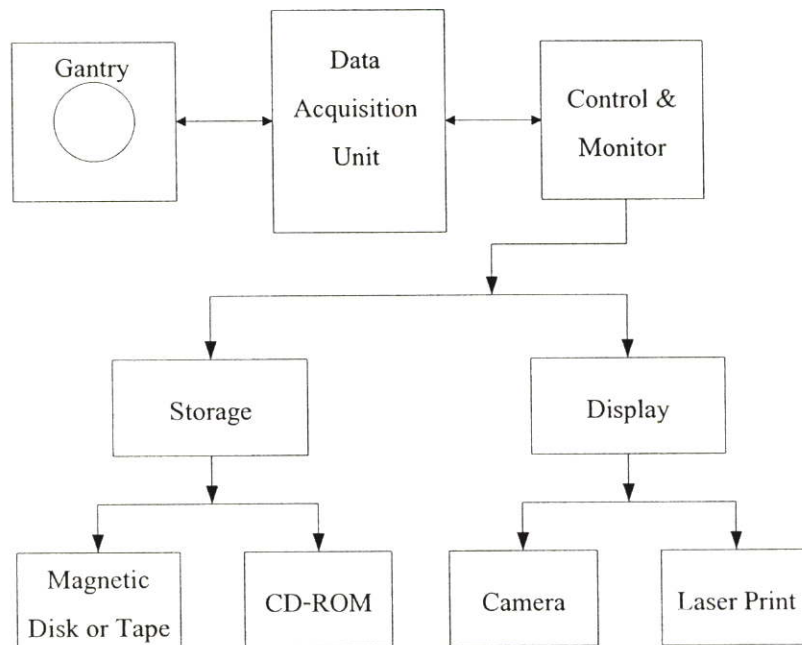 Gantry
Data
Acquisition
Unit
Control &
Monitor
Storage
Display
Magnetic
Disk or Tape
CD-ROM
Camera
Laser Print